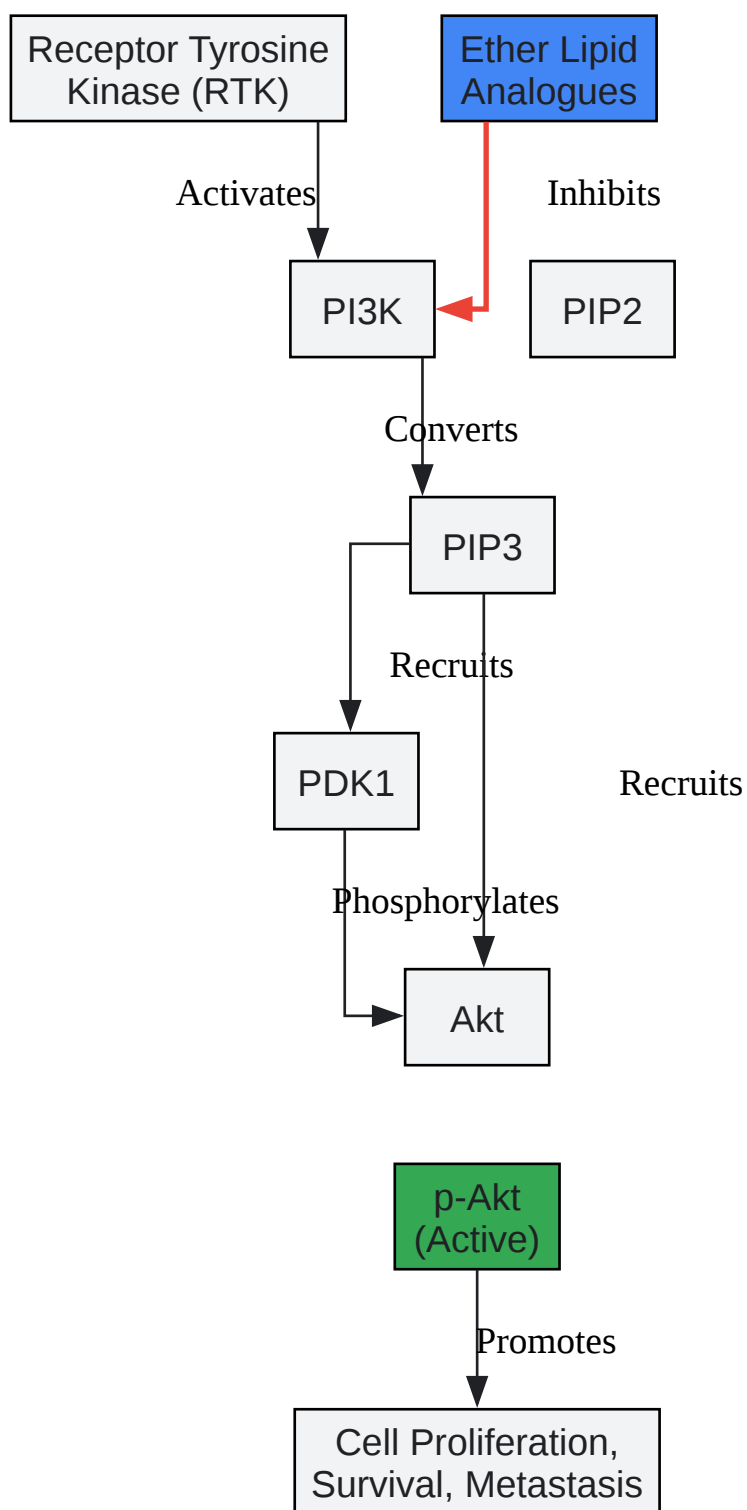 Receptor Tyrosine
Kinase (RTK)
Ether Lipid
Analogues
Activates
Inhibits
PI3K
PIP2
Converts
PIP3
Recruits
PDK1
Recruits
Phosphorylates
Akt
p-Akt
(Active)
Promotes
Cell Proliferation,
Survival, Metastasis